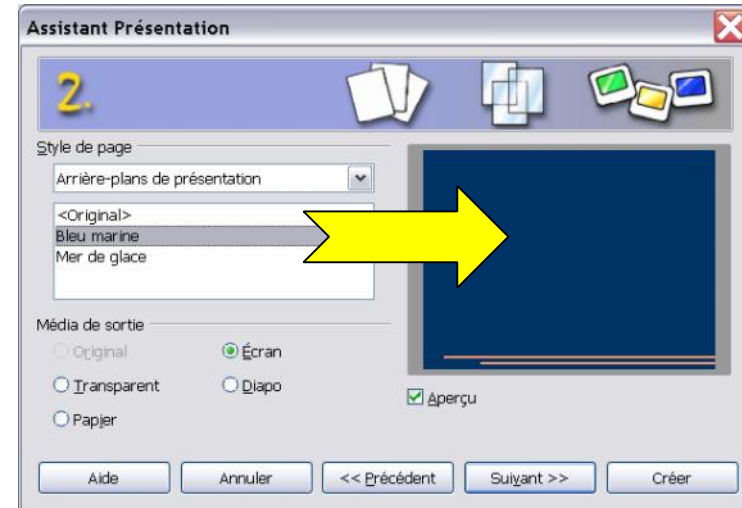 Assistant Présentation
2.
Style de page
Arrière-plans de présentation
<Original>
Bleu marine
Mer de glace
Média de sortie
Original
Écran
Transparent
Diapo
Papier
Aperçu
Aide
Annuler
<< Précédent
Suivant >>
Créer